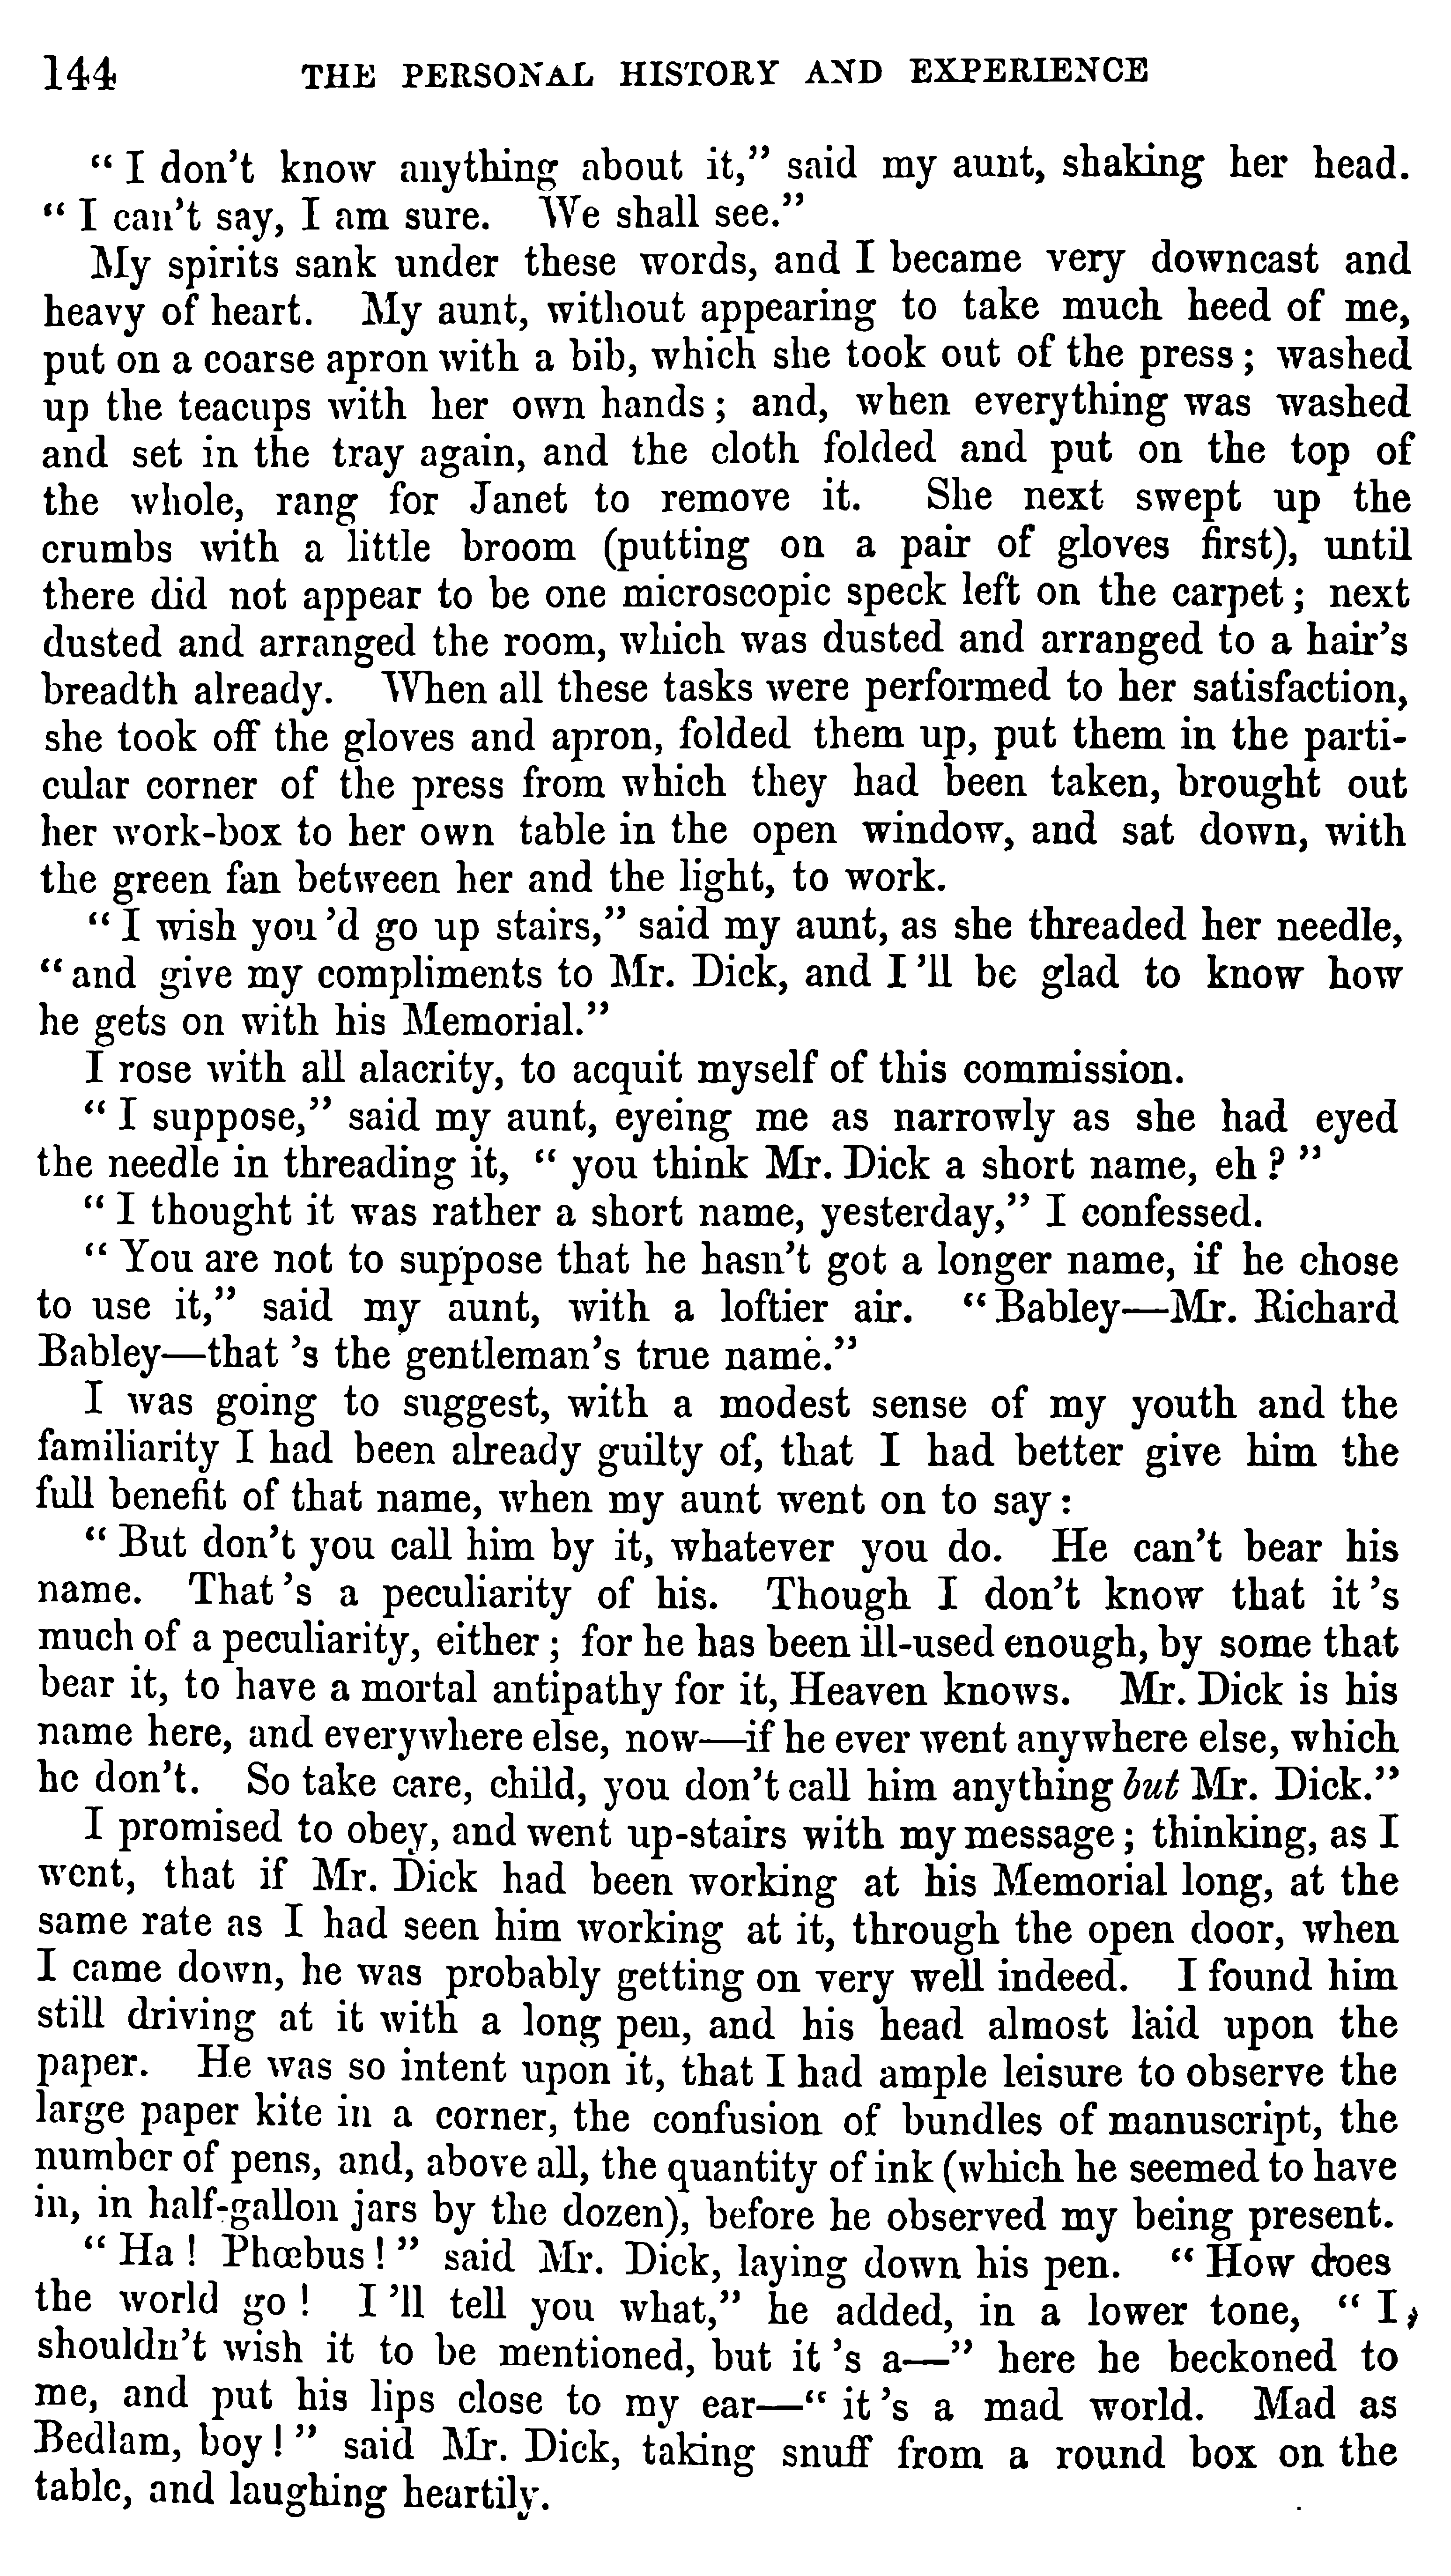 144 THE PERSONAL HISTORY AND EXPERIENCE
“ I don't know anything about it,” said my aunt, shaking her head.
“ I can't say, I am sure. We shall see.”
My spirits sank under these words, and I became very downcast and
heavy of heart. My aunt, without appearing to take much heed of me,
put on a coarse apron with a bib, which she took out of the press ; washed
up the teacups with her own hands ; and, when everything was washed
and set in the tray again, and the cloth folded and put on the top of
the whole, rang for Janet to remove it. She next swept up the
crumbs with a little broom (putting on a pair of gloves first), until
there did not appear to be one microscopic speck left on the carpet ; next
dusted and arranged the room, which was dusted and arranged to a hair's
breadth already. When all these tasks were performed to her satisfaction,
she took off the gloves and apron, folded them up, put them in the parti-
cular corner of the press from which they had been taken, brought out
her work-box to her own table in the open window, and sat down, with
the green fan between her and the light, to work.
“ I wish you 'd go up stairs,” said my aunt, as she threaded her needle,
“ and give my compliments to Mr. Dick, and I 'll be glad to know how
he gets on with his Memorial.”
I rose with all alacrity, to acquit myself of this commission.
“ I suppose,” said my aunt, eyeing me as narrowly as she had eyed
the needle in threading it, “ you think Mr. Dick a short name, eh ? ”
“ I thought it was rather a short name, yesterday,” I confessed.
“ You are not to suppose that he hasn't got a longer name, if he chose
to use it,” said my aunt, with a loftier air. “ Babley—Mr. Richard
Babley—that 's the gentleman's true name.”
I was going to suggest, with a modest sense of my youth and the
familiarity I had been already guilty of, that I had better give him the
full benefit of that name, when my aunt went on to say :
“ But don't you call him by it, whatever you do. He can't bear his
name. That 's a peculiarity of his. Though I don't know that it 's
much of a peculiarity, either ; for he has been ill-used enough, by some that
bear it, to have a mortal antipathy for it, Heaven knows. Mr. Dick is his
name here, and everywhere else, now—if he ever went anywhere else, which
he don't. So take care, child, you don't call him anything but Mr. Dick.”
I promised to obey, and went up-stairs with my message ; thinking, as I
went, that if Mr. Dick had been working at his Memorial long, at the
same rate as I had seen him working at it, through the open door, when
I came down, he was probably getting on very well indeed. I found him
still driving at it with a long pen, and his head almost laid upon the
paper. He was so intent upon it, that I had ample leisure to observe the
large paper kite in a corner, the confusion of bundles of manuscript, the
number of pens, and, above all, the quantity of ink (which he seemed to have
in, in half-gallon jars by the dozen), before he observed my being present.
“ Ha ! Phœbus ! ” said Mr. Dick, laying down his pen. “ How does
the world go ! I 'll tell you what,” he added, in a lower tone, “ I,
shouldn't wish it to be mentioned, but it 's a—” here he beckoned to
me, and put his lips close to my ear—“ it 's a mad world. Mad as
Bedlam, boy ! ” said Mr. Dick, taking snuff from a round box on the
table, and laughing heartily.